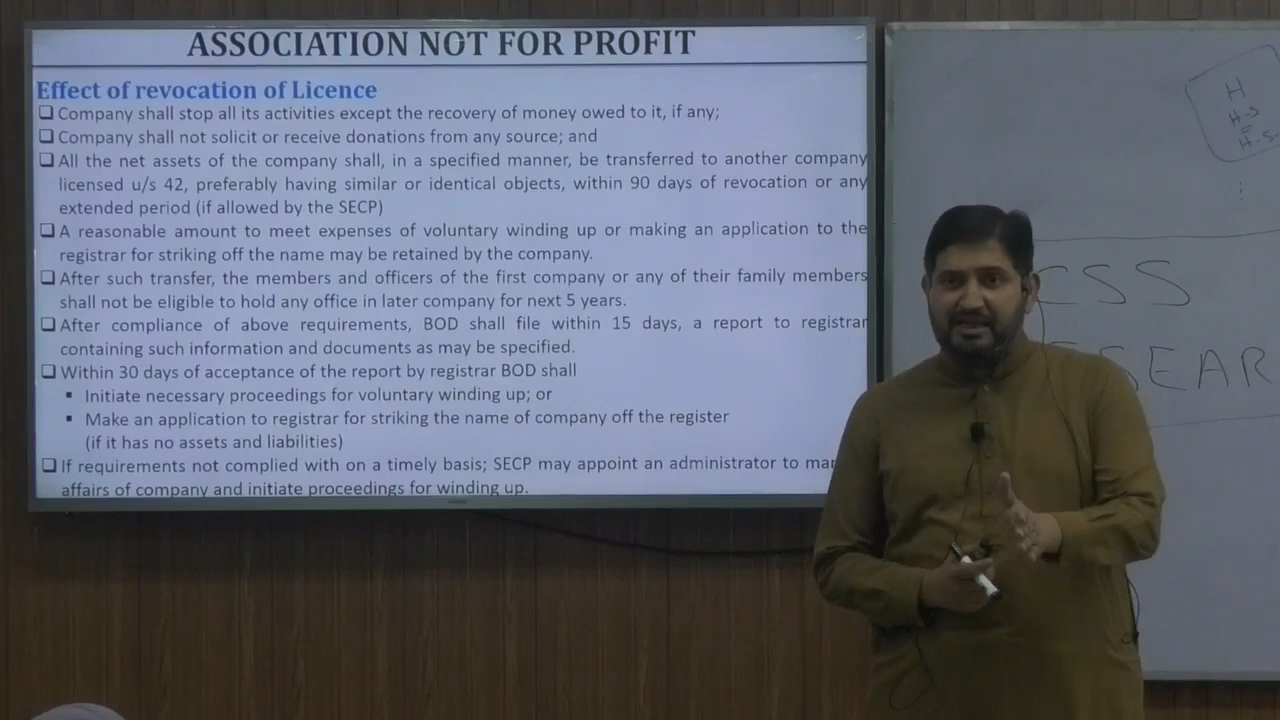 ASSOCIATION NOT FOR PROFIT
Effect of revocation of Licence
❑ Company shall stop all its activities except the recovery of money owed to it, if any;
❑ Company shall not solicit or receive donations from any source; and
❑ All the net assets of the company shall, in a specified manner, be transferred to another company
licensed u/s 42, preferably having similar or identical objects, within 90 days of revocation or any
extended period (if allowed by the SECP)
❑ A reasonable amount to meet expenses of voluntary winding up or making an application to the
registrar for striking off the name may be retained by the company.
❑ After such transfer, the members and officers of the first company or any of their family members
shall not be eligible to hold any office in later company for next 5 years.
❑ After compliance of above requirements, BOD shall file within 15 days, a report to registrar
containing such information and documents as may be specified.
❑ Within 30 days of acceptance of the report by registrar BOD shall
▪ Initiate necessary proceedings for voluntary winding up; or
▪ Make an application to registrar for striking the name of company off the register
(if it has no assets and liabilities)
❑ If requirements not complied with on a timely basis; SECP may appoint an administrator to
affairs of company and initiate proceedings for winding up.
H
H-S
CSS